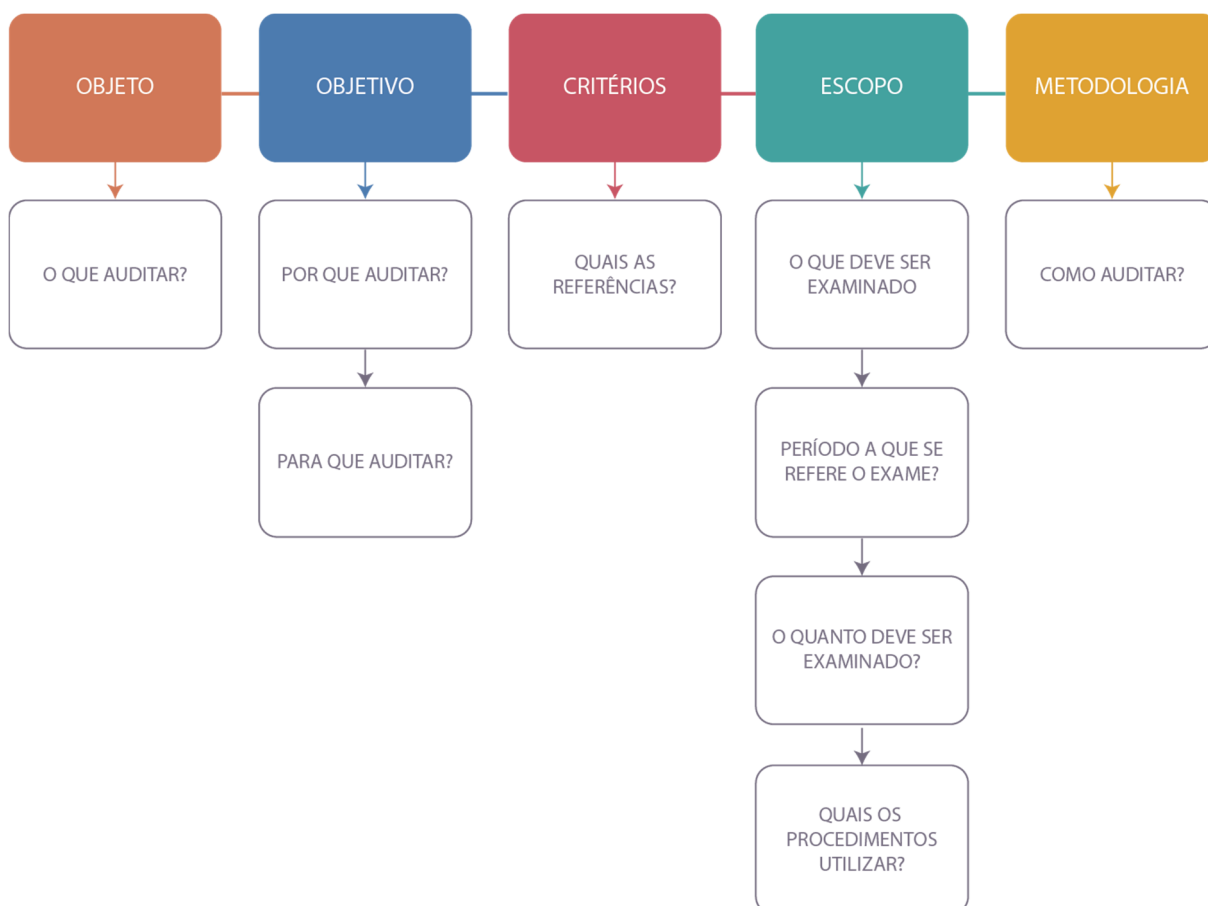 OBJETO
OBJETIVO
CRITÉRIOS
ESCOPO
METODOLOGIA
O QUE AUDITAR?
POR QUE AUDITAR?
QUAIS AS
REFERÊNCIAS?
O QUE DEVE SER
EXAMINADO
COMO AUDITAR?
PARA QUE AUDITAR?
PERÍODO A QUE SE
REFERE O EXAME?
O QUANTO DEVE SER
EXAMINADO?
QUAIS OS
PROCEDIMENTOS
UTILIZAR?